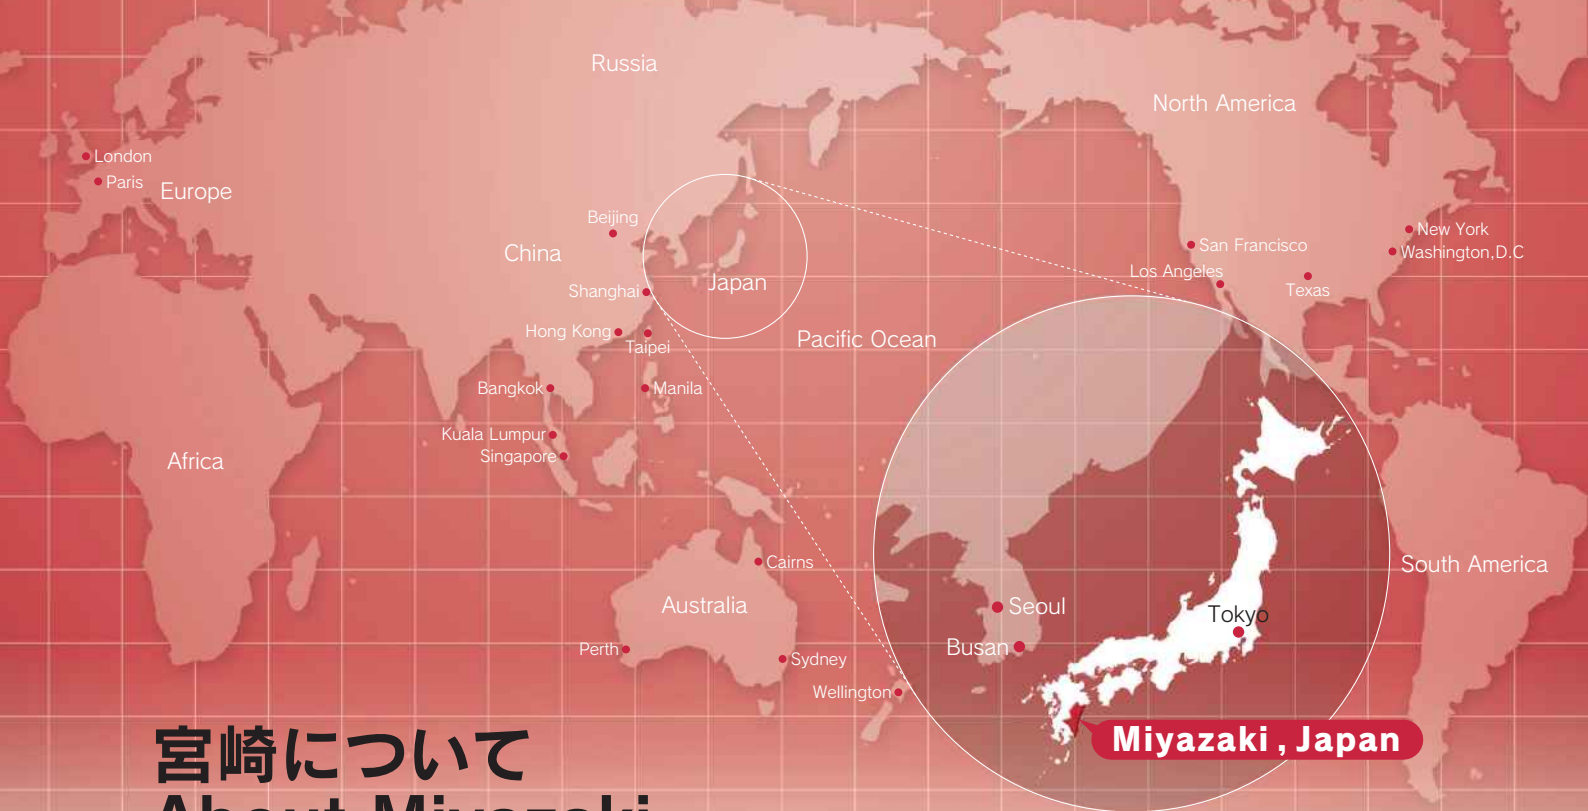 Russia
North America
London
Paris
Europe
Beijing
New York
China
San Francisco
Washington,D.C
Los Angeles
Japan
Shanghai
Texas
Hong Kong
Pacific Ocean
Taipei
Bangkok
Manila
Kuala Lumpur
Singapore
Africa
Cairns
South America
Australia
Seoul
Tokyo
Busan
Perth
Sydney
Wellington
Miyazaki , Japan
宮崎について
About Miyazaki